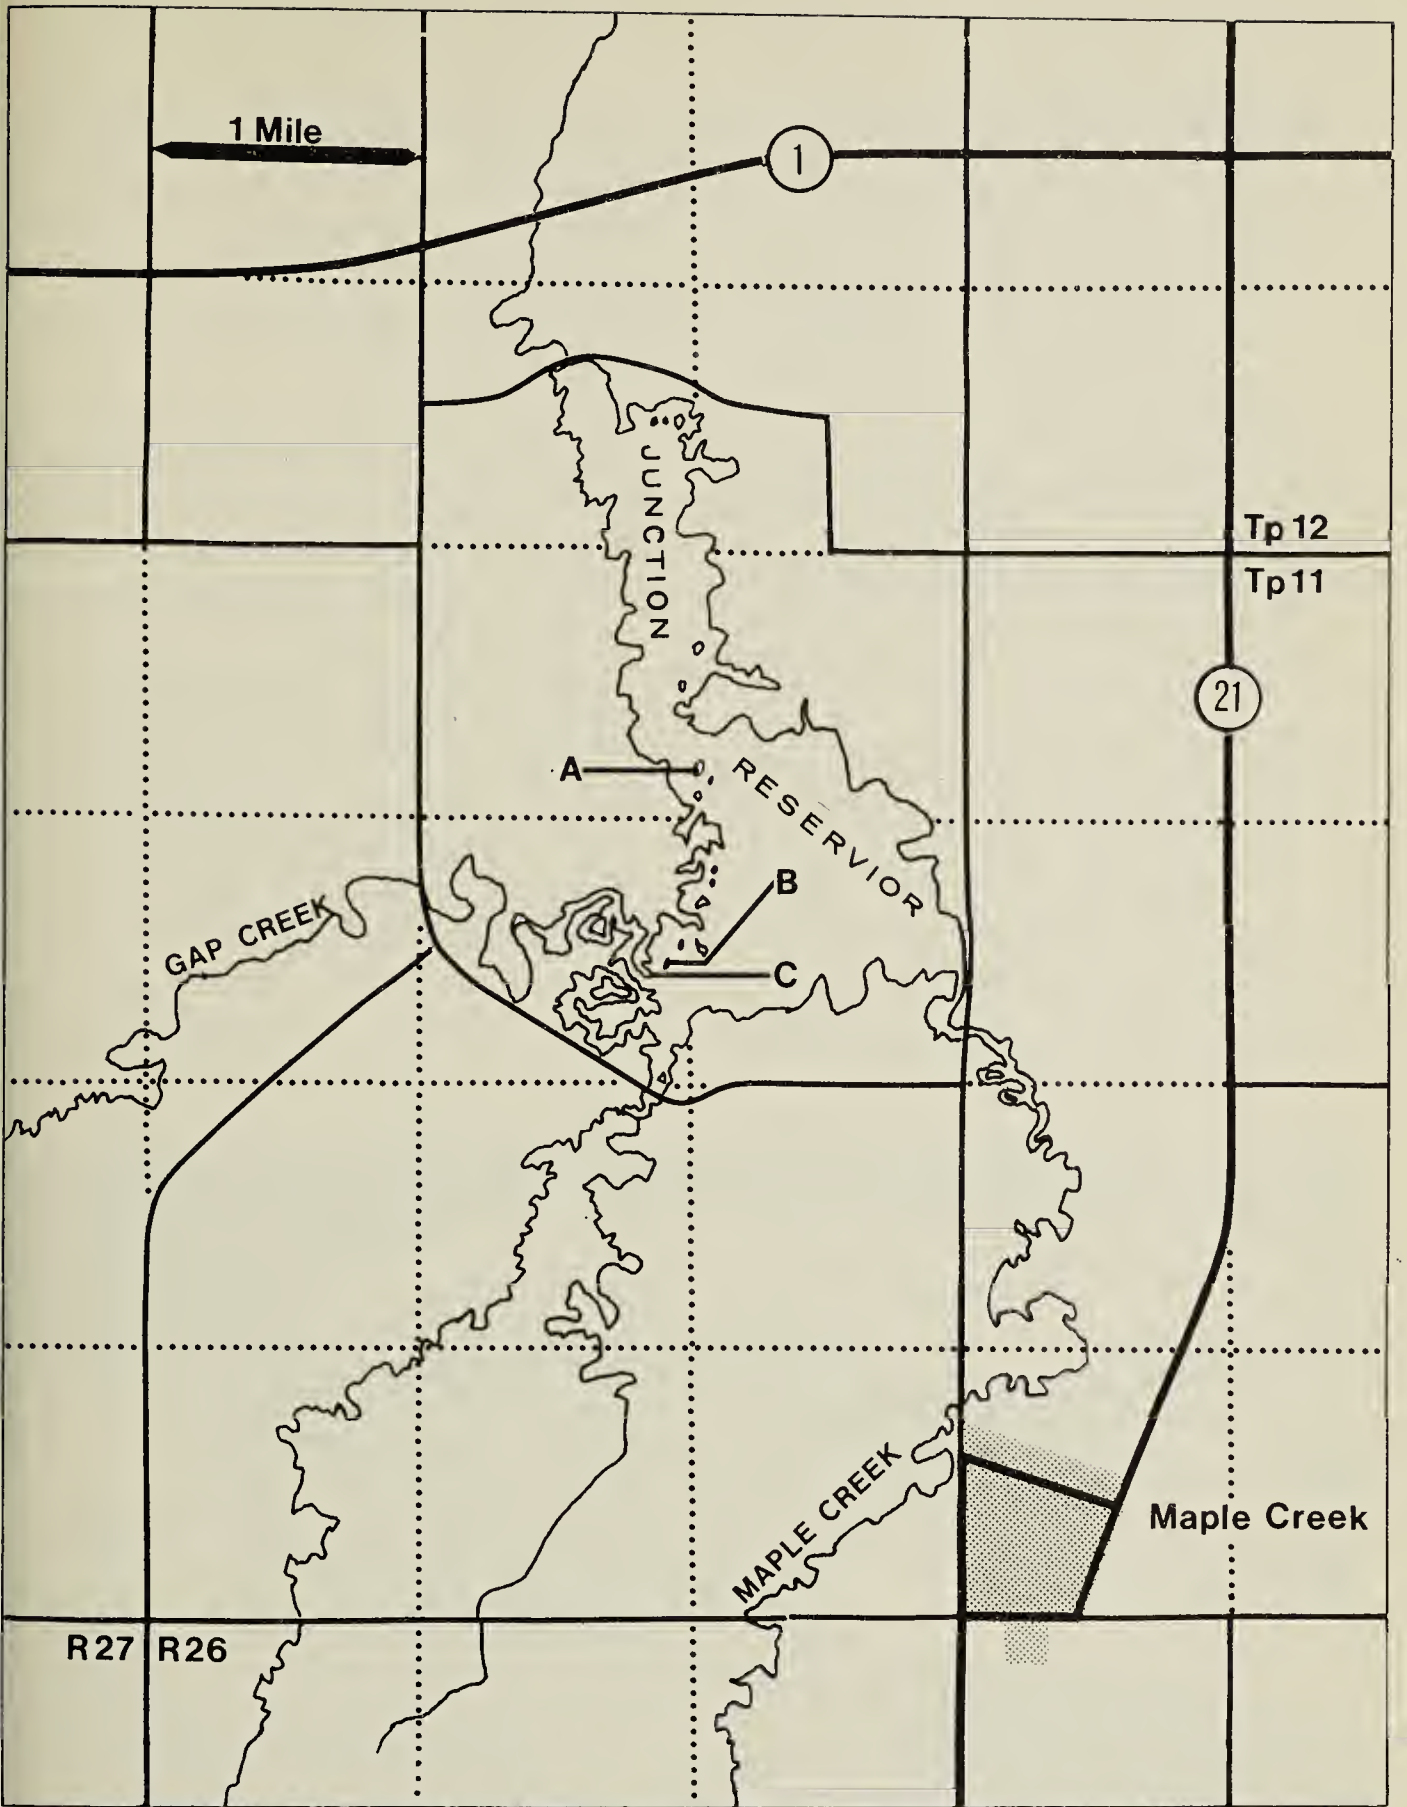 1 Mile
1
JUNCTION
Tp 12
Tp 11
21
A
RESERVIOR
B
GAP CREEK
C
MAPLE CREEK
Maple Creek
R27
R26